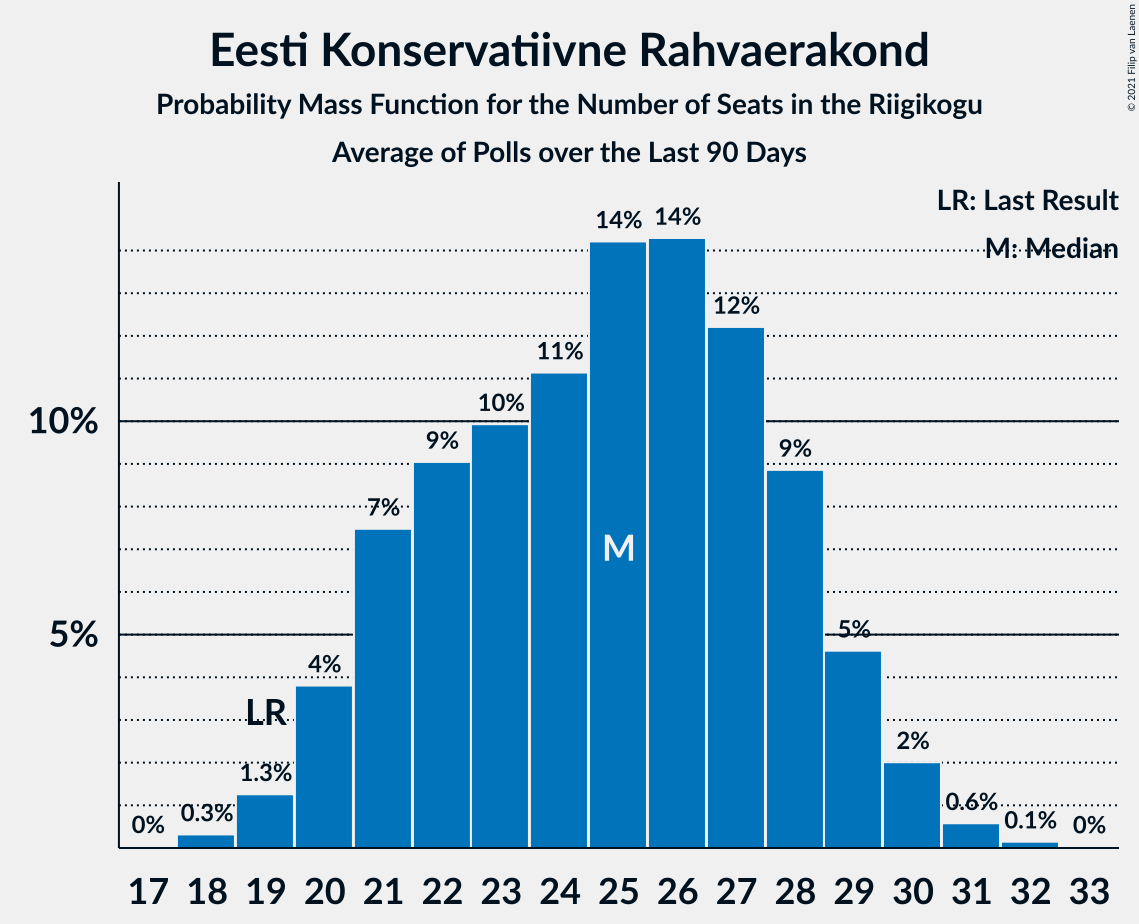 Eesti Konservatiivne Rahvaerakond
Probability Mass Function for the Number of Seats in the Riigikogu
Average of Polls over the Last 90 Days
© 2021 Filip van Laenen
LR: Last Result
M: Median
14% 14%
12%
11%
10%
10%
9% 9%
7%
M
5%
5%
4%
LR
2%
1.3%
0% 0.3% 0.6% 0.1% 0%
17 18 19 20 21 22 23 24 25 26 27 28 29 30 31 32 33